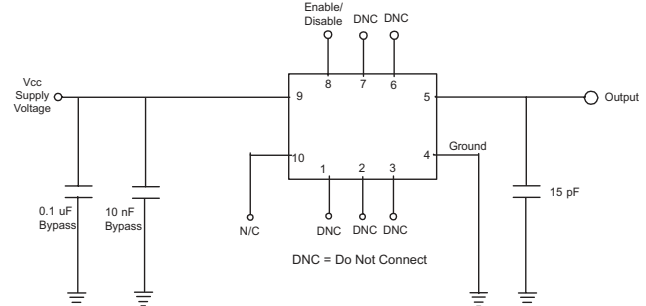 Enable/
Disable
DNC DNC
8 7 6
Vcc
Supply
Voltage
9
5
Output
10
4
Ground
1 2 3
0.1 uF
Bypass
10 nF
Bypass
15 pF
N/C
DNC DNC DNC
DNC = Do Not Connect